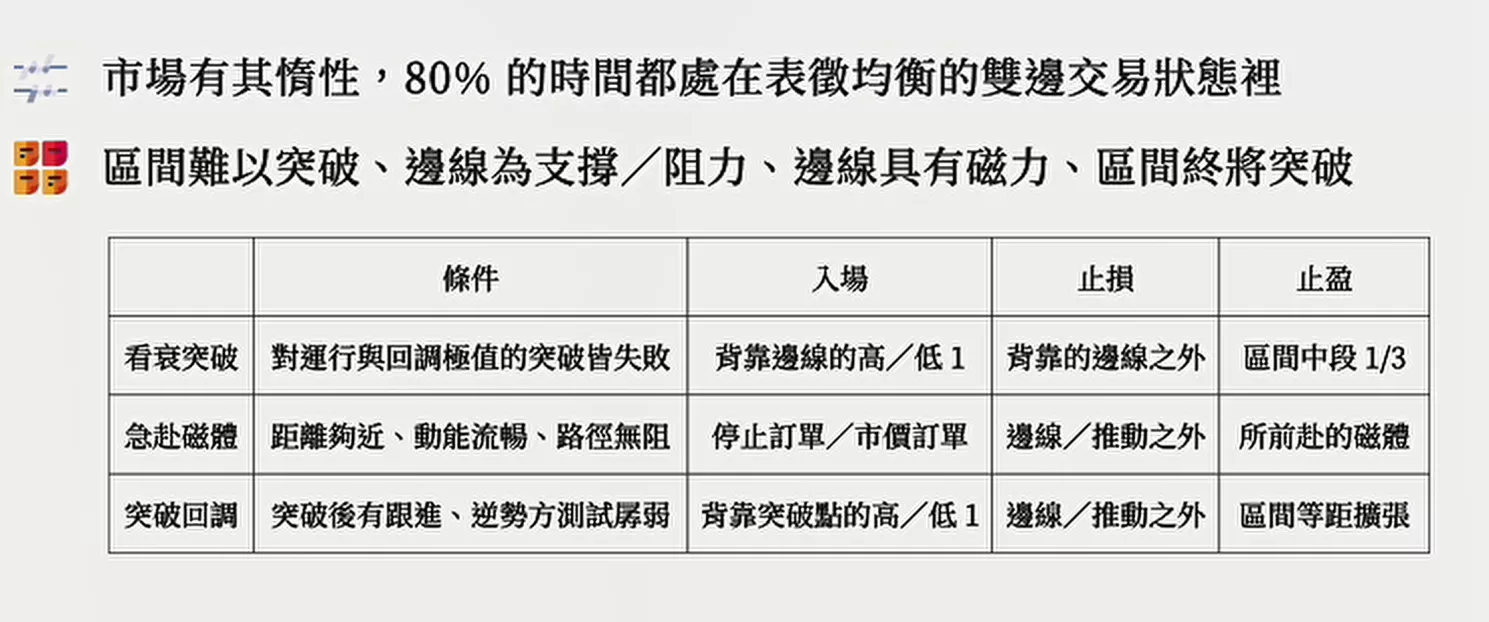 市場有其惰性，80% 的時間都處在表徵均衡的雙邊交易狀態裡
區間難以突破、邊線為支撐／阻力、邊線具有磁力、區間終將突破
條件 入場 止損 止盈
看衰突破 對運行與回調極值的突破皆失敗 背靠邊線的高／低 1 背靠的邊線之外 區間中段 1/3
急赴磁體 距離夠近、動能流暢、路徑無阻 停止訂單／市價訂單 邊線／推動之外 所前赴的磁體
突破回調 突破後有跟進、逆勢方測試孱弱 背靠突破點的高／低 1 邊線／推動之外 區間等距擴張